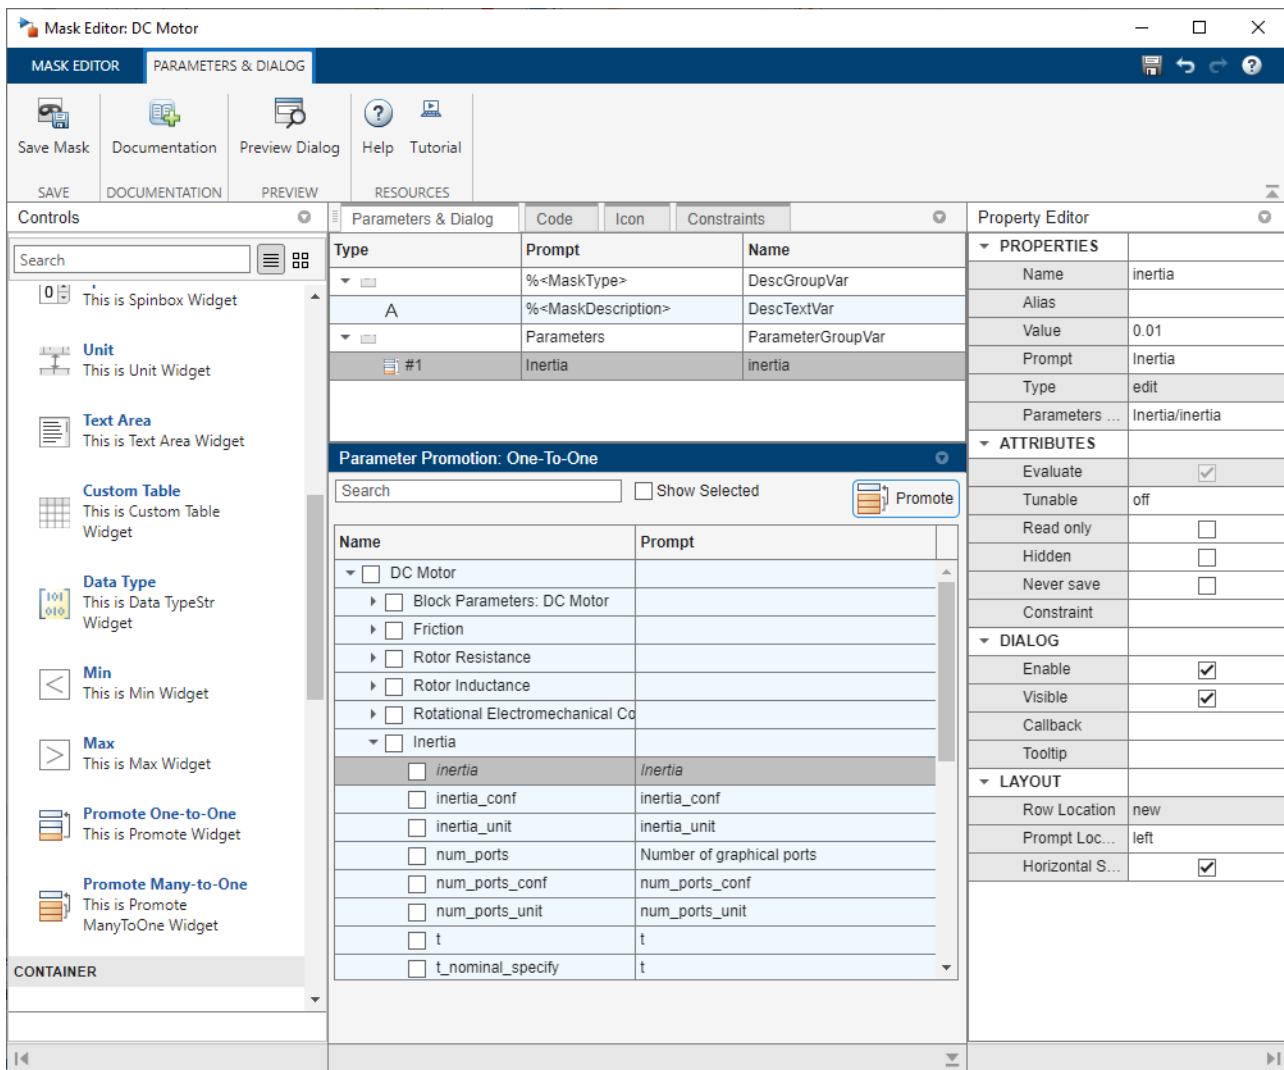 Mask Editor: DC Motor
MASK EDITOR PARAMETERS & DIALOG
Save Mask Documentation Preview Dialog Help Tutorial
SAVE DOCUMENTATION PREVIEW RESOURCES
Controls
Search
0
This is Spinbox Widget
Unit
This is Unit Widget
Text Area
This is Text Area Widget
Custom Table
This is Custom Table
Widget
Data Type
This is Data TypeStr
Widget
Min
This is Min Widget
Max
This is Max Widget
Promote One-to-One
This is Promote Widget
Promote Many-to-One
This is Promote
ManyToOne Widget
CONTAINER
Parameters & Dialog Code Icon Constraints
Type Prompt Name
%<MaskType> DescGroupVar
A %<MaskDescription> DescTextVar
Parameters ParameterGroupVar
#1 Inertia inertia
Parameter Promotion: One-To-One
Search Show Selected Promote
Name Prompt
DC Motor
Block Parameters: DC Motor
Friction
Rotor Resistance
Rotor Inductance
Rotational Electromechanical Co
Inertia
inertia Inertia
inertia_conf inertia_conf
inertia_unit inertia_unit
num_ports Number of graphical ports
num_ports_conf num_ports_conf
num_ports_unit num_ports_unit
t t
t_nominal_specify t
Property Editor
PROPERTIES
Name inertia
Alias
Value 0.01
Prompt Inertia
Type edit
Parameters ... Inertia/inertia
ATTRIBUTES
Evaluate
Tunable off
Read only
Hidden
Never save
Constraint
DIALOG
Enable
Visible
Callback
Tooltip
LAYOUT
Row Location new
Prompt Loc... left
Horizontal S...